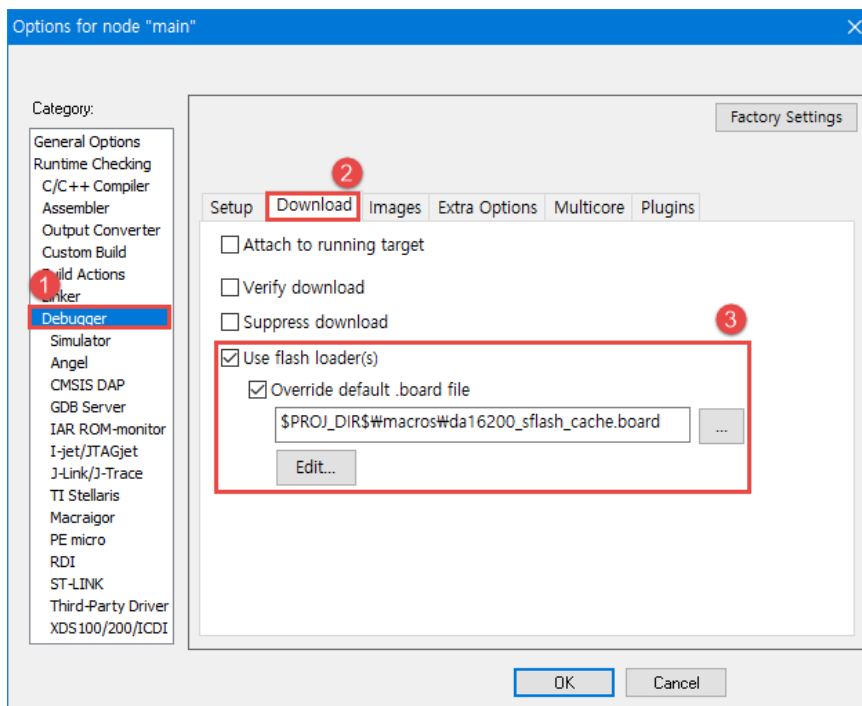 Options for node "main"
Category:
Factory Settings
General Options
Runtime Checking
C/C++ Compiler
Assembler
Output Converter
Custom Build
Build Actions
Linker
Debugger
Simulator
Angel
CMSIS DAP
GDB Server
IAR ROM-monitor
I-jet/JTAGjet
J-Link/J-Trace
TI Stellaris
Macraigor
PE micro
RDI
ST-LINK
Third-Party Driver
XDS100/200/ICDI
1
2
Setup Download Images Extra Options Multicore Plugins
Attach to running target
Verify download
Suppress download
3
Use flash loader(s)
Override default .board file
$PROJ_DIR$₩macros₩da16200_sflash_cache.board
...
Edit...
OK Cancel